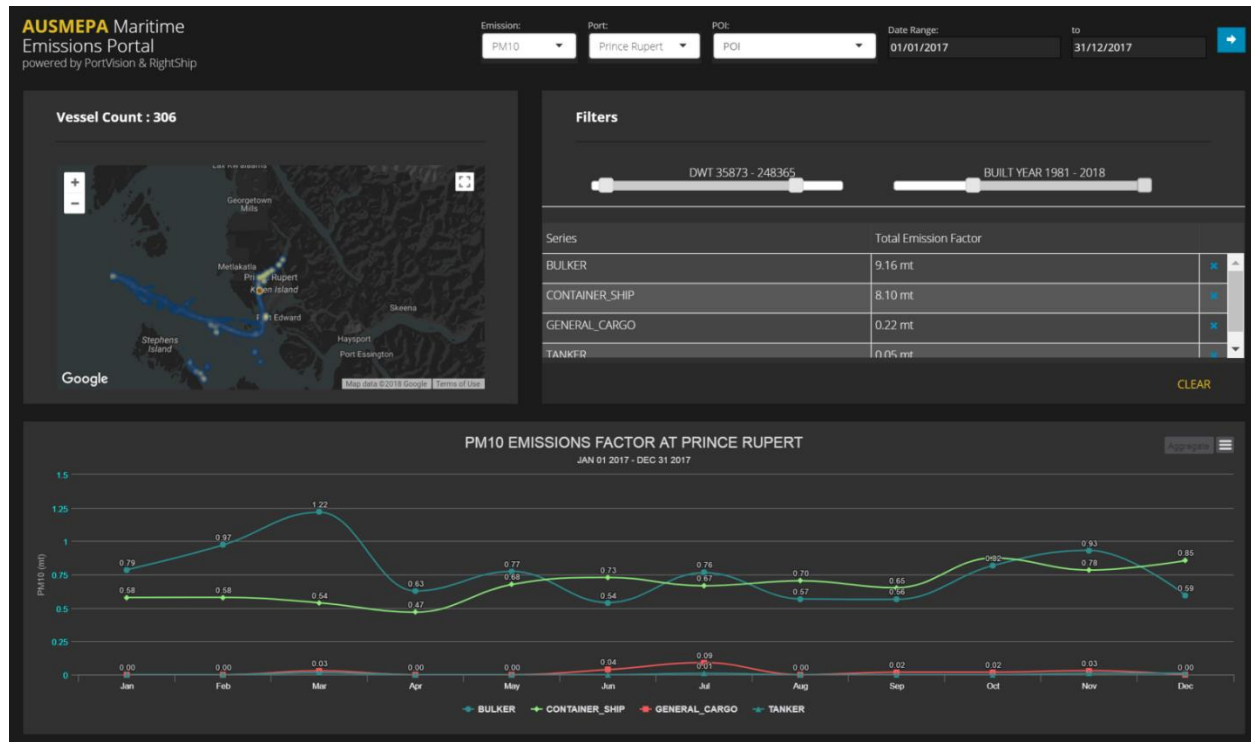 AUSMEPA Maritime
Emissions Portal
powered by PortVision & RightShip
Emission:
PM10
Port:
Prince Rupert
POI:
POI
Date Range:
01/01/2017
to
31/12/2017
Vessel Count : 306
+
-
Georgetown
Mills
Metlakatla
Rupert
Island
Edward
Skeena
Stephens
Island
Haysport
Port Essington
Google
Map data ©2018 Google
Terms of Use
Filters
DWT 35873 - 248365
BUILT YEAR 1981 - 2018
Series Total Emission Factor
BULKER 9.16 mt
CONTAINER_SHIP 8.10 mt
GENERAL_CARGO 0.22 mt
TANKER 0.05 mt
CLEAR
PM10 EMISSIONS FACTOR AT PRINCE RUPERT
JAN 01 2017 - DEC 31 2017
Aggregate
PM10 (mt)
1.5
1.25
1
0.75
0.5
0.25
0
0.79 0.97 1.22 0.63 0.77 0.54 0.76 0.57 0.56 0.93 0.59
0.58 0.58 0.54 0.47 0.68 0.73 0.67 0.70 0.65 0.78 0.85
0.00 0.00 0.03 0.00 0.00 0.04 0.09 0.00 0.02 0.02 0.03 0.00
0.01
Jan Feb Mar Apr May Jun Jul Aug Sep Oct Nov Dec
BULKER CONTAINER_SHIP GENERAL_CARGO TANKER